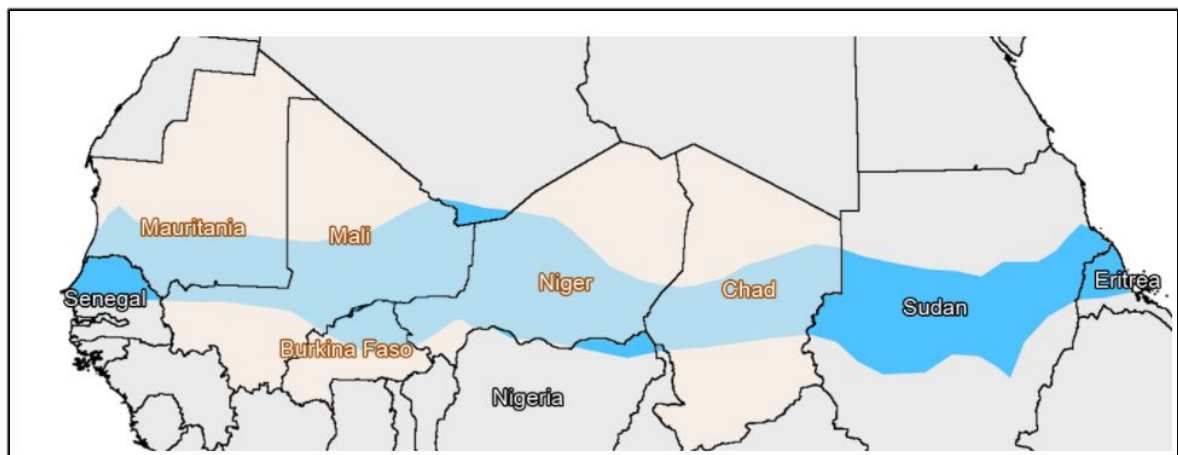 Mauritania
Mali
Niger
Chad
Senegal
Sudan
Eritrea
Burkina Faso
Nigeria